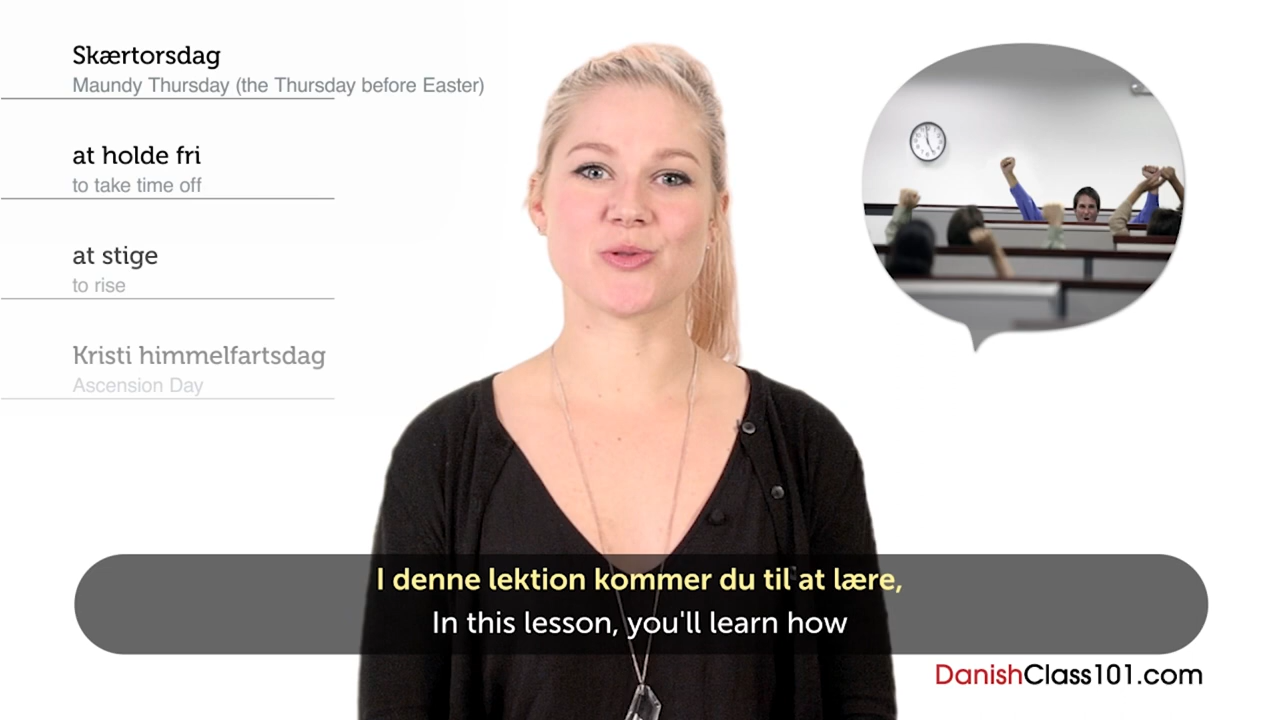 Skærtorsdag
Maundy Thursday (the Thursday before Easter)
at holde fri
to take time off
at stige
to rise
Kristi himmelfartsdag
Ascension Day
I denne lektion kommer du til at lære,
In this lesson, you'll learn how
DanishClass101.com